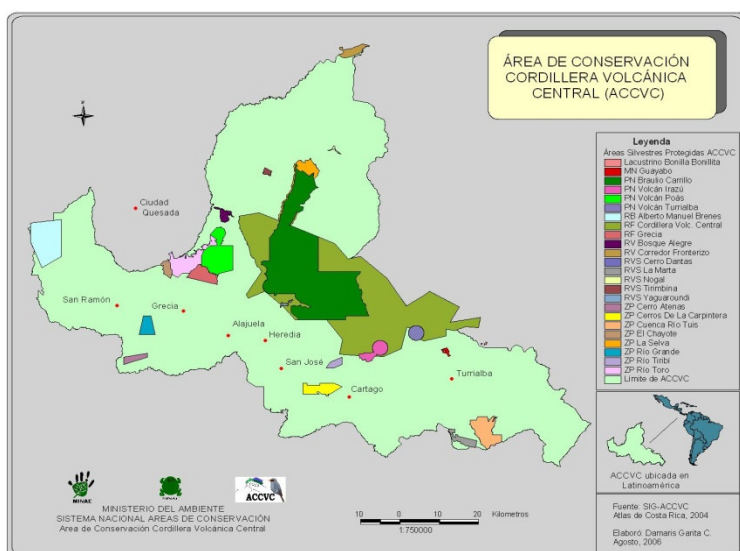 ÁREA DE CONSERVACIÓN
CORDILLERA VOLCÁNICA
CENTRAL (ACCVC)
Leyenda
Áreas Silvestres Protegidas ACCVC
Lacustrino Bonilla Bonillita
MN Guayabo
PN Braulio Carrillo
PN Volcán Irazú
PN Volcán Poás
PN Volcán Turrialba
RB Alberto Manuel Brenes
RF Cordillera Volc. Central
RF Grecia
RV Bosque Alegre
RV Corredor Fronterizo
RVS Cerro Dantas
RVS La Marta
RVS Nogal
RVS Tirimbina
RVS Yaguaroundi
ZP Cerro Atenas
ZP Cerros De La Carpintera
ZP Cuenca Río Tuis
ZP El Chayote
ZP La Selva
ZP Río Grande
ZP Río Tiribí
ZP Río Toro
Límite de ACCVC
Ciudad
Quesada
San Ramón
Grecia
Alajuela
Heredia
San José
Cartago
Turrialba
ACCVC ubicada en
Latinoamérica
MINAE
ACCVC
MINISTERIO DEL AMBIENTE
SISTEMA NACIONAL AREAS DE CONSERVACIÓN
Area de Conservación Cordillera Volcánica Central
10 0 10 20 Kilometros
1:750000
Fuente: SIG-ACCVC
Atlas de Costa Rica, 2004
Elaboró: Damaris Garita C.
Agosto, 2006